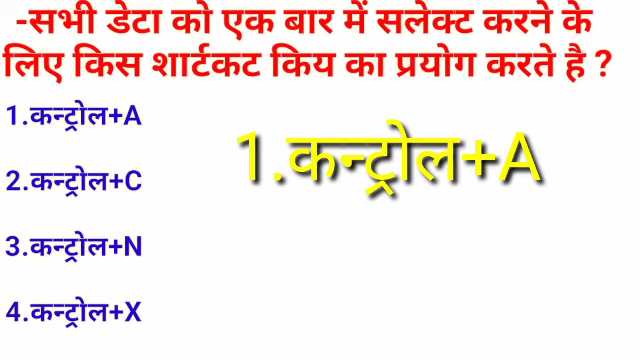 -सभी डेटा को एक बार में सलेक्ट करने के
लिए किस शार्टकट किय का प्रयोग करते है ?
1.कन्ट्रोल+A
1.कन्ट्रोल+A
2.कन्ट्रोल+C
3.कन्ट्रोल+N
4.कन्ट्रोल+X